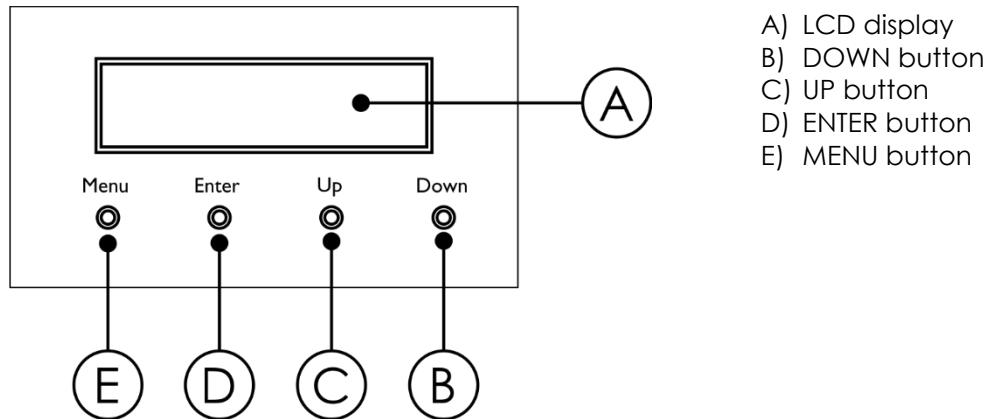 A) LCD display
B) DOWN button
C) UP button
D) ENTER button
E) MENU button
A
Menu Enter Up Down
E D C B